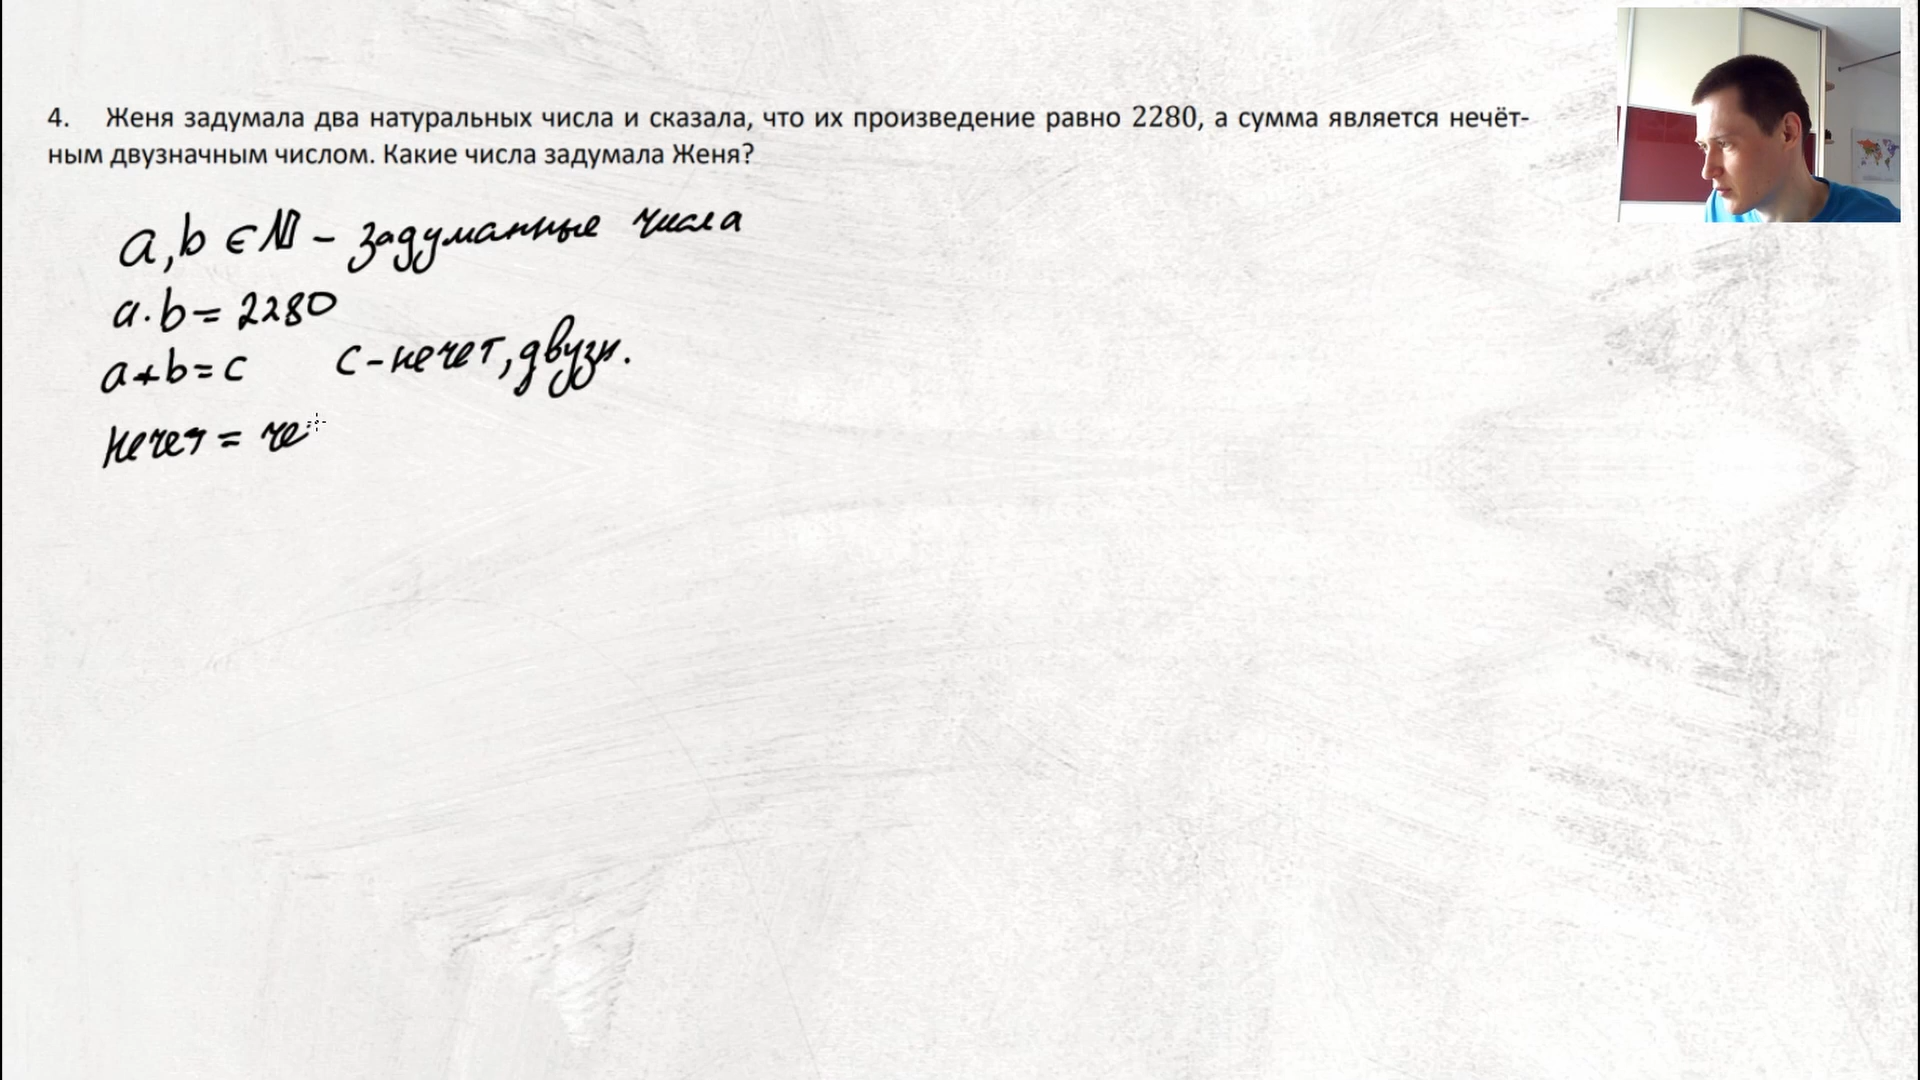 4. Женя задумала два натуральных числа и сказала, что их произведение равно 2280, а сумма является нечёт-
ным двузначным числом. Какие числа задумала Женя?
a, b ∈ ℕ – задуманные числа
a · b = 2280
a + b = c c – нечет, двузн.
нечет = че